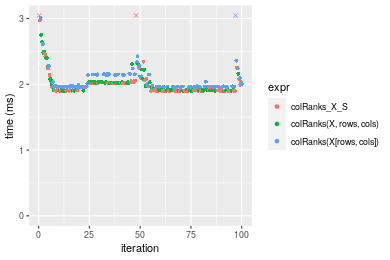 3
2
1
0
time (ms)
0
25
50
75
100
iteration
expr
colRanks_X_S
colRanks(X, rows, cols)
colRanks(X[rows, cols])